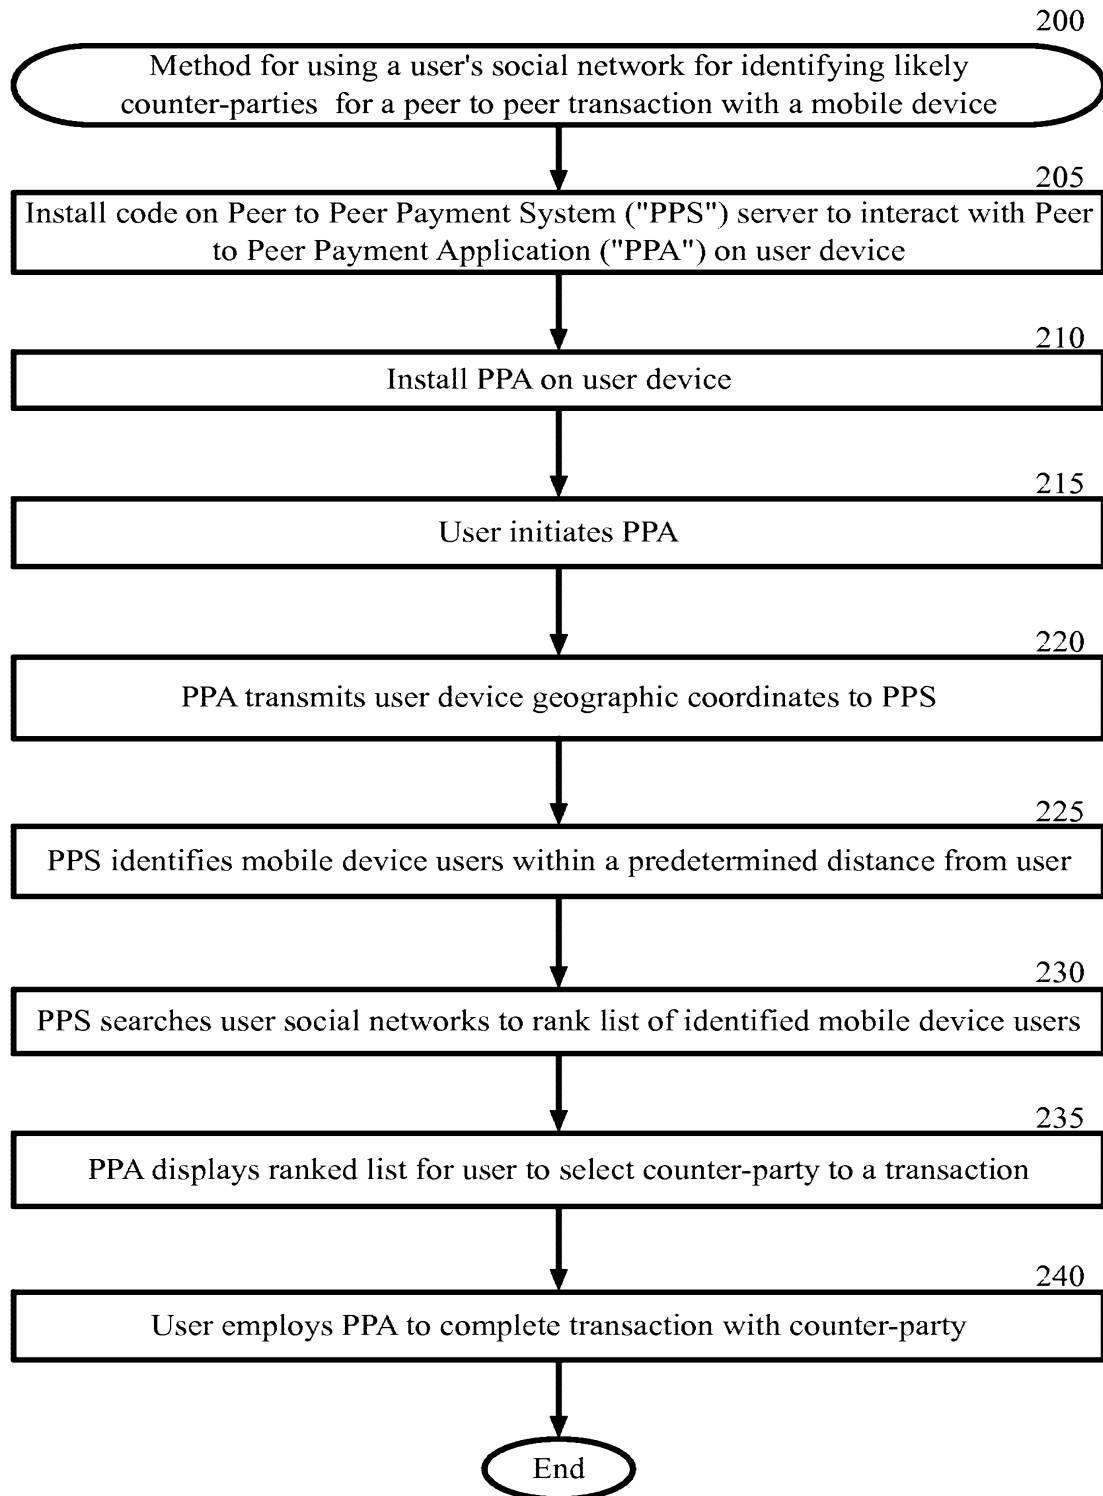 200
Method for using a user's social network for identifying likely
counter-parties for a peer to peer transaction with a mobile device
205
Install code on Peer to Peer Payment System ("PPS") server to interact with Peer
to Peer Payment Application ("PPA") on user device
210
Install PPA on user device
215
User initiates PPA
220
PPA transmits user device geographic coordinates to PPS
225
PPS identifies mobile device users within a predetermined distance from user
230
PPS searches user social networks to rank list of identified mobile device users
235
PPA displays ranked list for user to select counter-party to a transaction
240
User employs PPA to complete transaction with counter-party
End